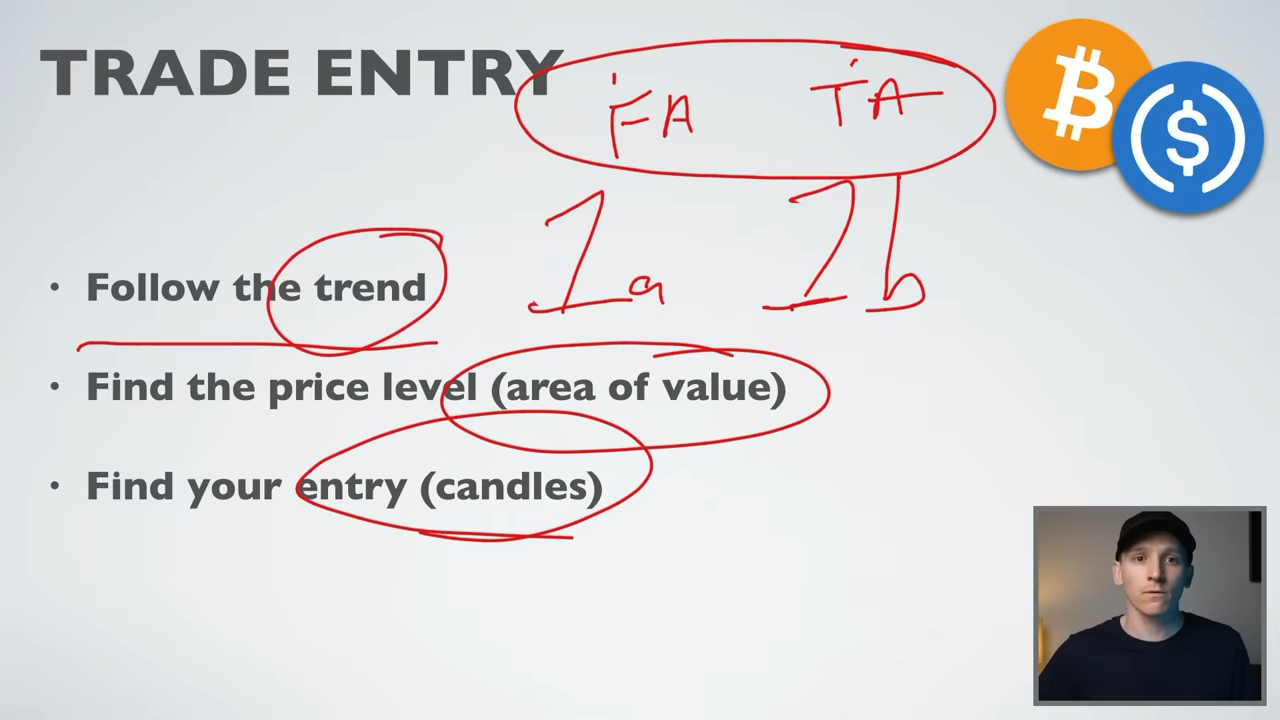 TRADE ENTRY
FA TA
1a 1b
• Follow the trend
• Find the price level (area of value)
• Find your entry (candles)